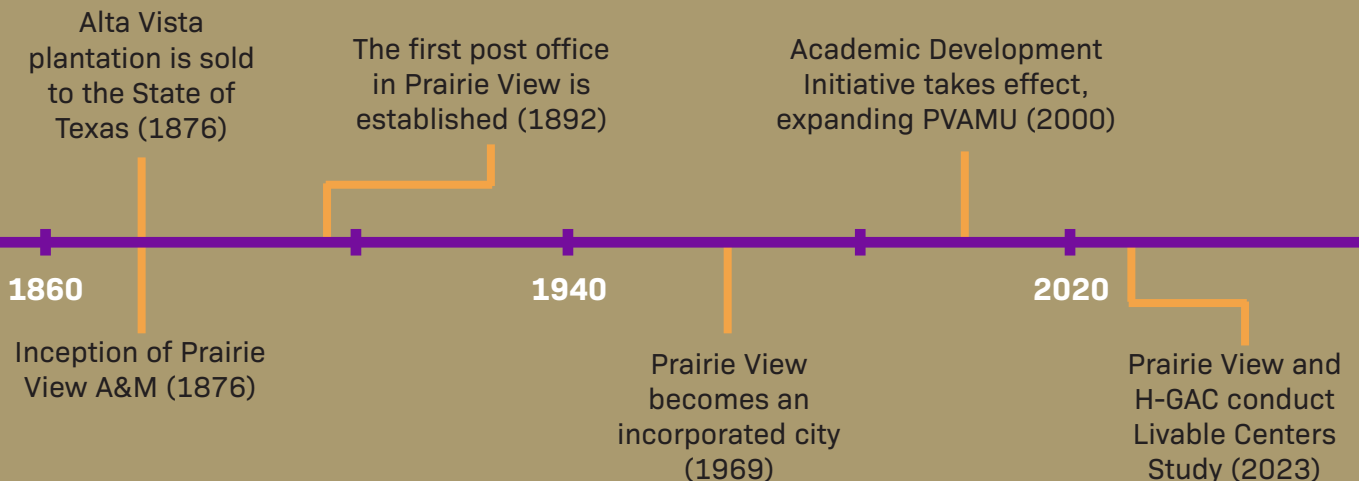 Alta Vista
plantation is sold
to the State of
Texas (1876)
The first post office
in Prairie View is
established (1892)
Academic Development
Initiative takes effect,
expanding PVAMU (2000)
1860
1940
2020
Inception of Prairie
View A&M (1876)
Prairie View
becomes an
incorporated city
(1969)
Prairie View and
H-GAC conduct
Livable Centers
Study (2023)